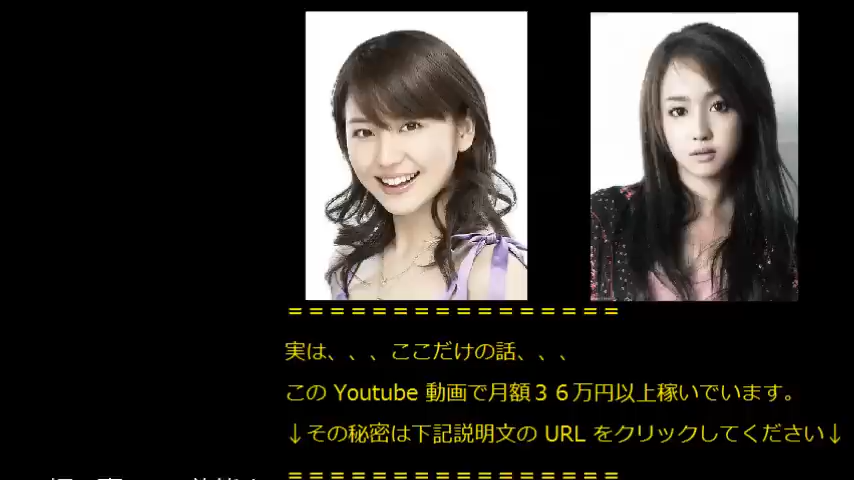 ================
実は、、、ここだけの話、、、
この Youtube 動画で月額３６万円以上稼いでいます。
↓その秘密は下記説明文の URL をクリックしてください↓
================